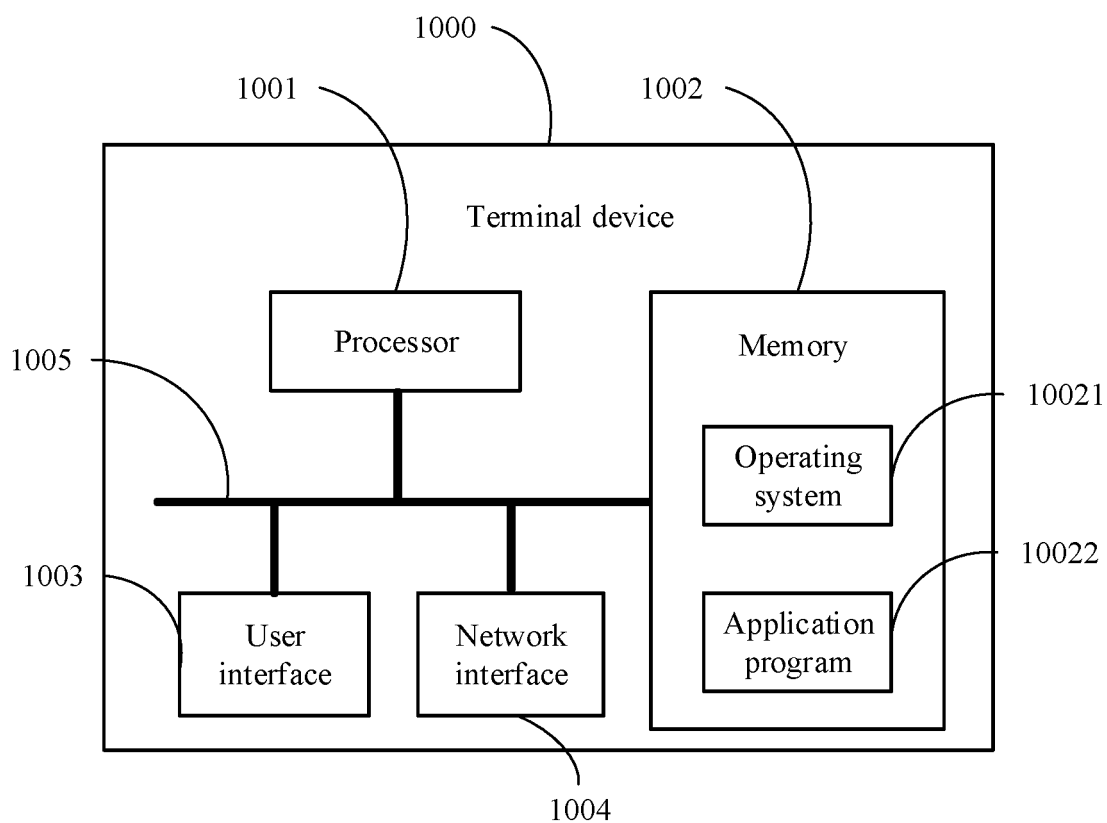 1000
1001
1002
Terminal device
Processor
Memory
1005
10021
Operating
system
10022
1003
Application
program
User
interface
Network
interface
1004